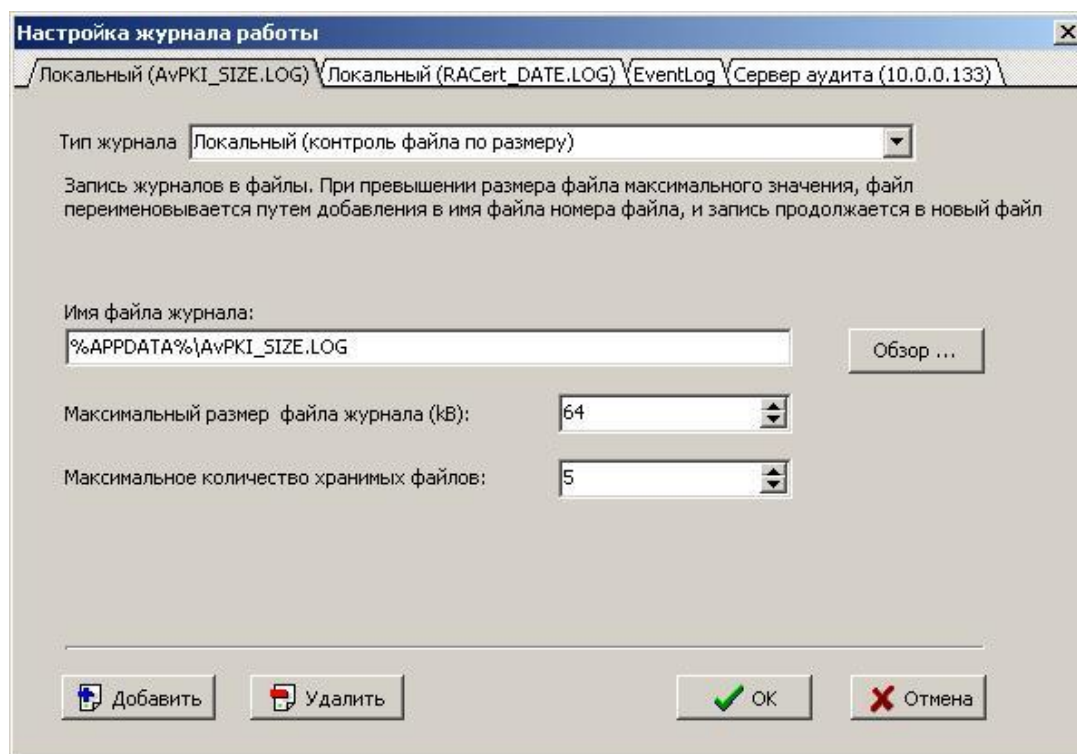 Настройка журнала работы
Локальный (AvPKI_SIZE.LOG) Локальный (RACert_DATE.LOG) EventLog Сервер аудита (10.0.0.133)
Тип журнала Локальный (контроль файла по размеру)
Запись журналов в файлы. При превышении размера файла максимального значения, файл
переименовывается путем добавления в имя файла номера файла, и запись продолжается в новый файл
Имя файла журнала:
%APPDATA%\AvPKI_SIZE.LOG Обзор ...
Максимальный размер файла журнала (kB): 64
Максимальное количество хранимых файлов: 5
Добавить Удалить ОК Отмена